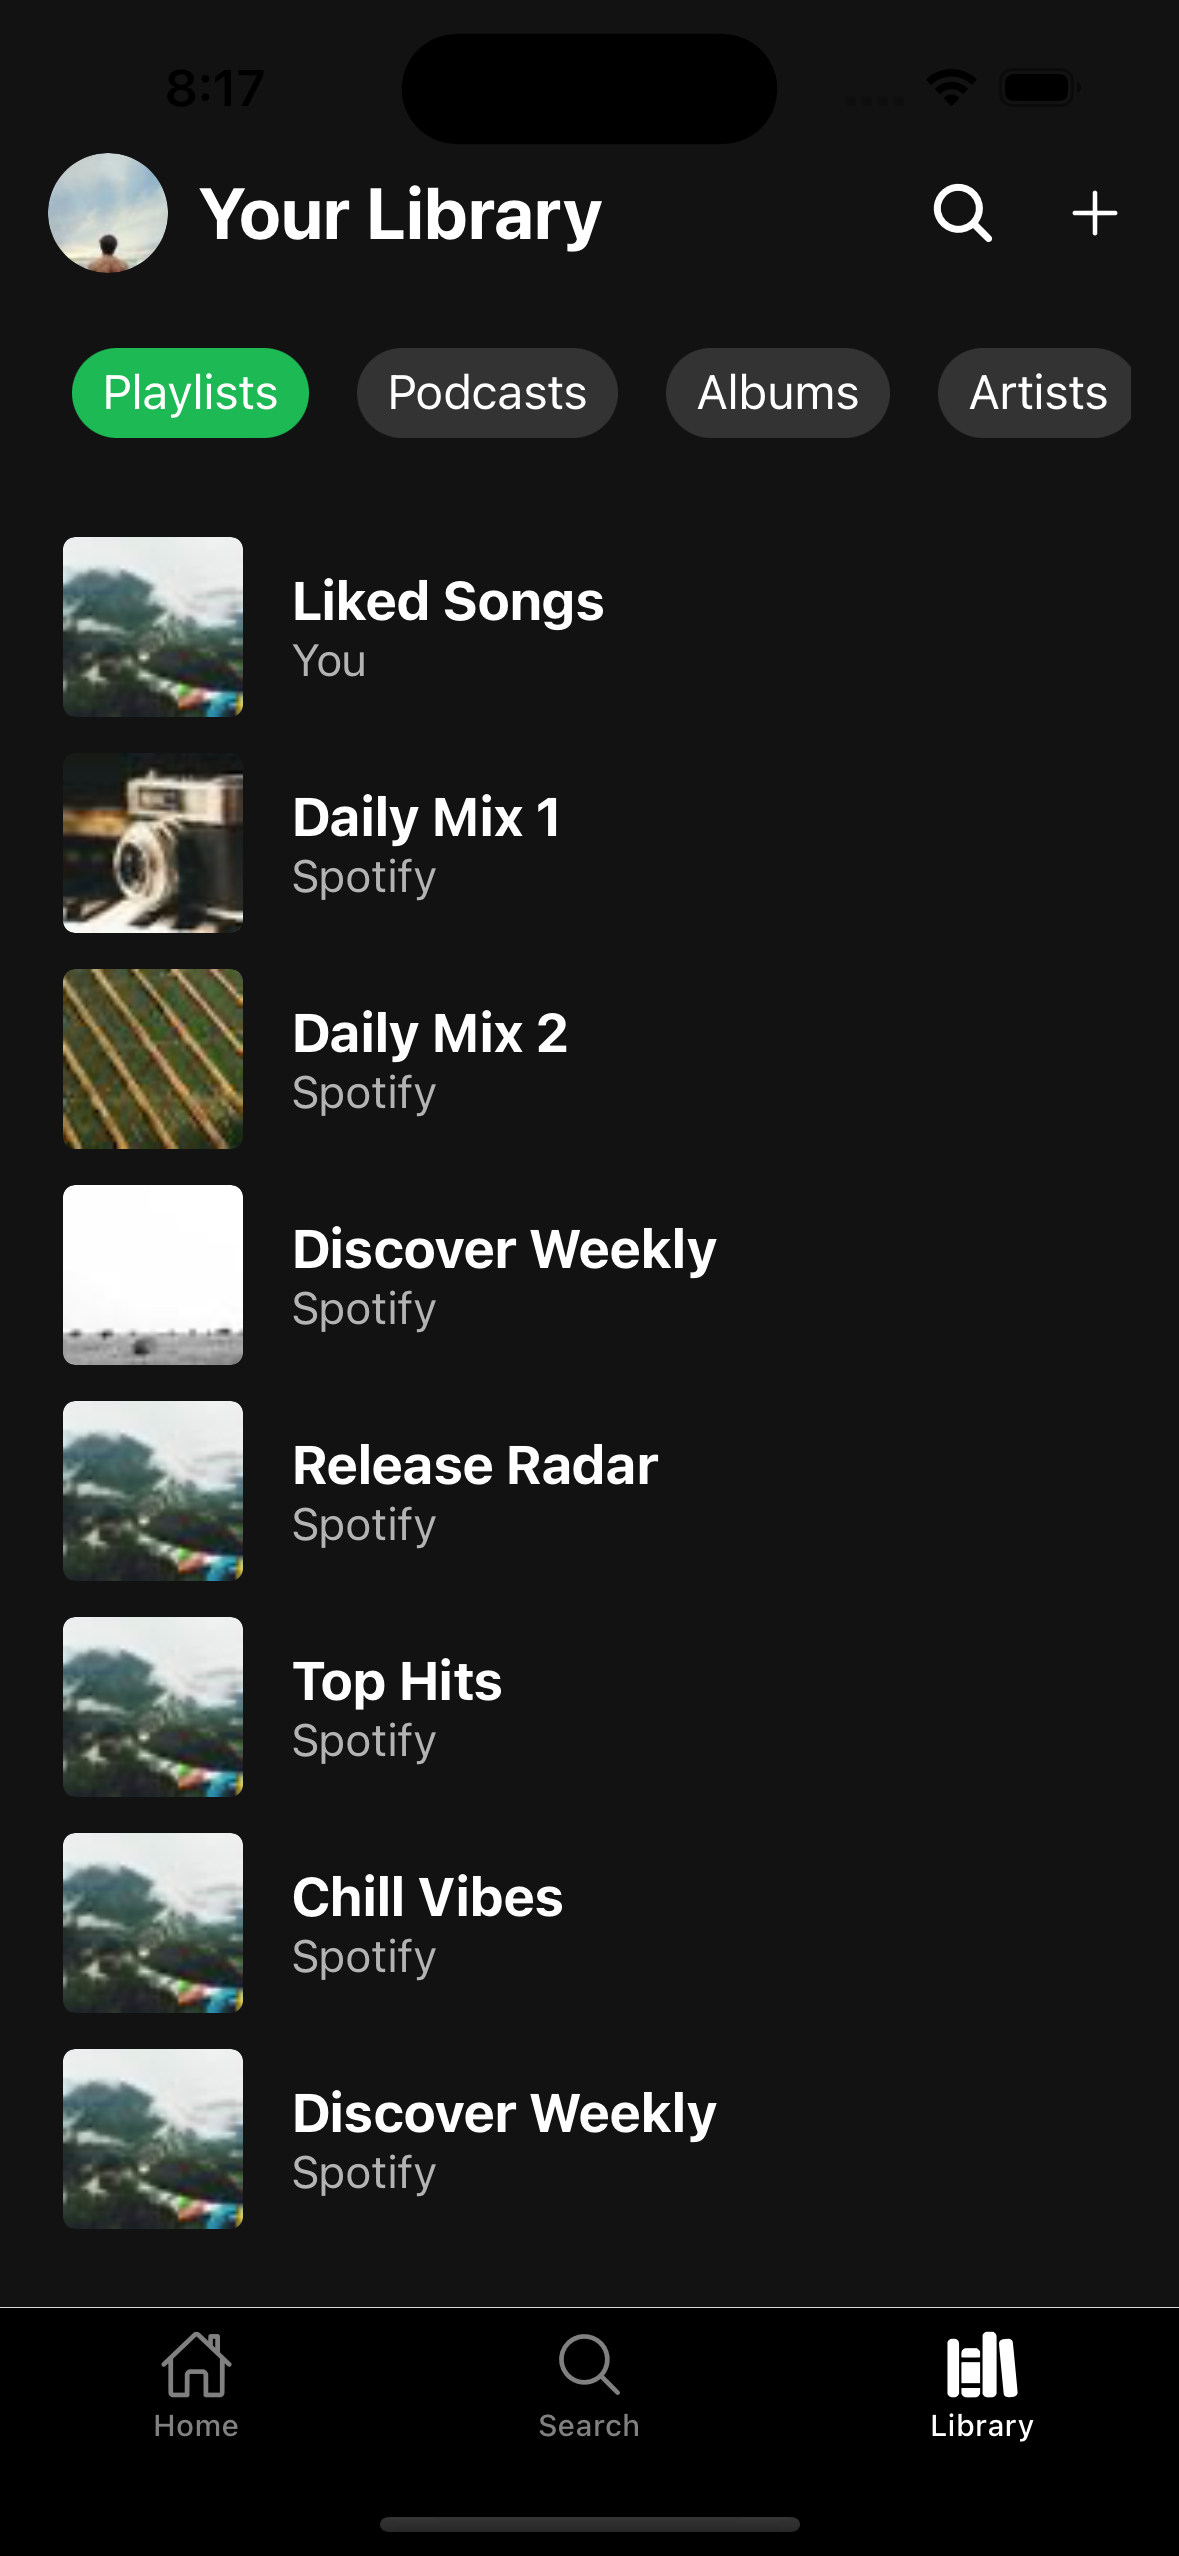 8:17
Your Library
Playlists Podcasts Albums Artists
Liked Songs
You
Daily Mix 1
Spotify
Daily Mix 2
Spotify
Discover Weekly
Spotify
Release Radar
Spotify
Top Hits
Spotify
Chill Vibes
Spotify
Discover Weekly
Spotify
Home Search Library